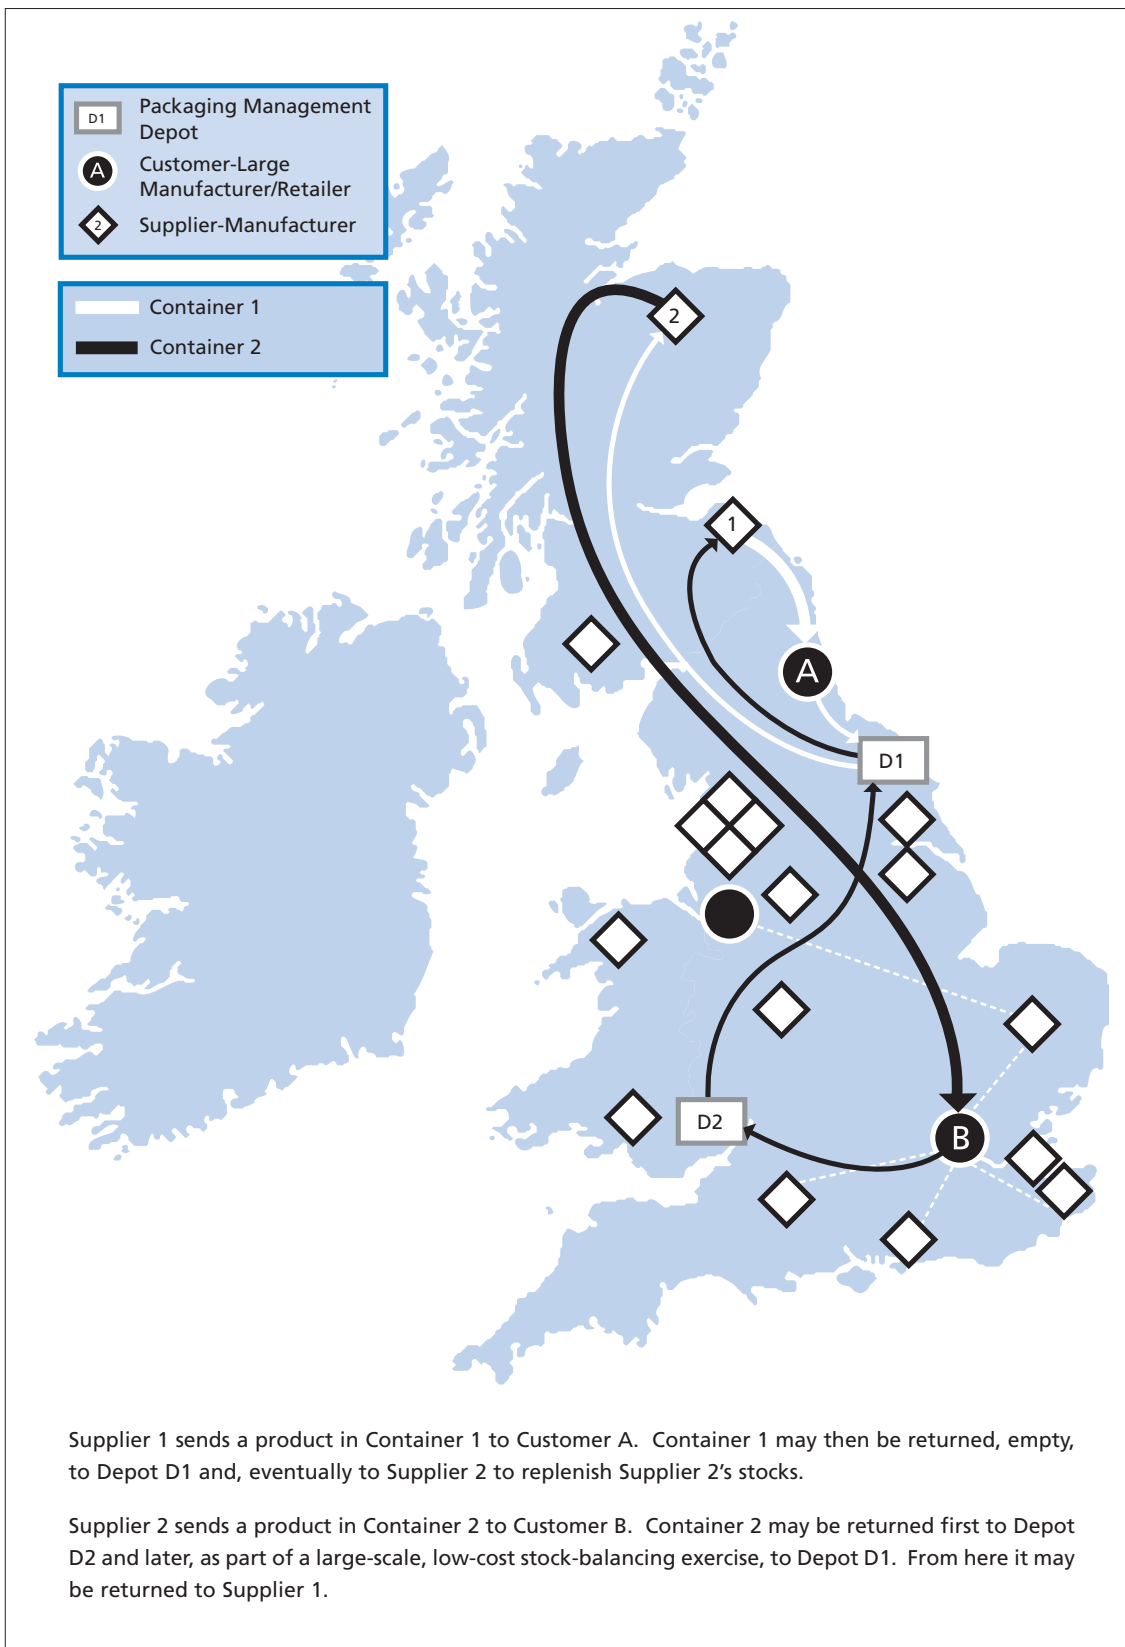 D1
Packaging Management
Depot
A
Customer-Large
Manufacturer/Retailer
2
Supplier-Manufacturer
Container 1
Container 2
2
1
A
D1
D2
B
Supplier 1 sends a product in Container 1 to Customer A.  Container 1 may then be returned, empty,
to Depot D1 and, eventually to Supplier 2 to replenish Supplier 2’s stocks.
Supplier 2 sends a product in Container 2 to Customer B.  Container 2 may be returned first to Depot
D2 and later, as part of a large-scale, low-cost stock-balancing exercise, to Depot D1.  From here it may
be returned to Supplier 1.